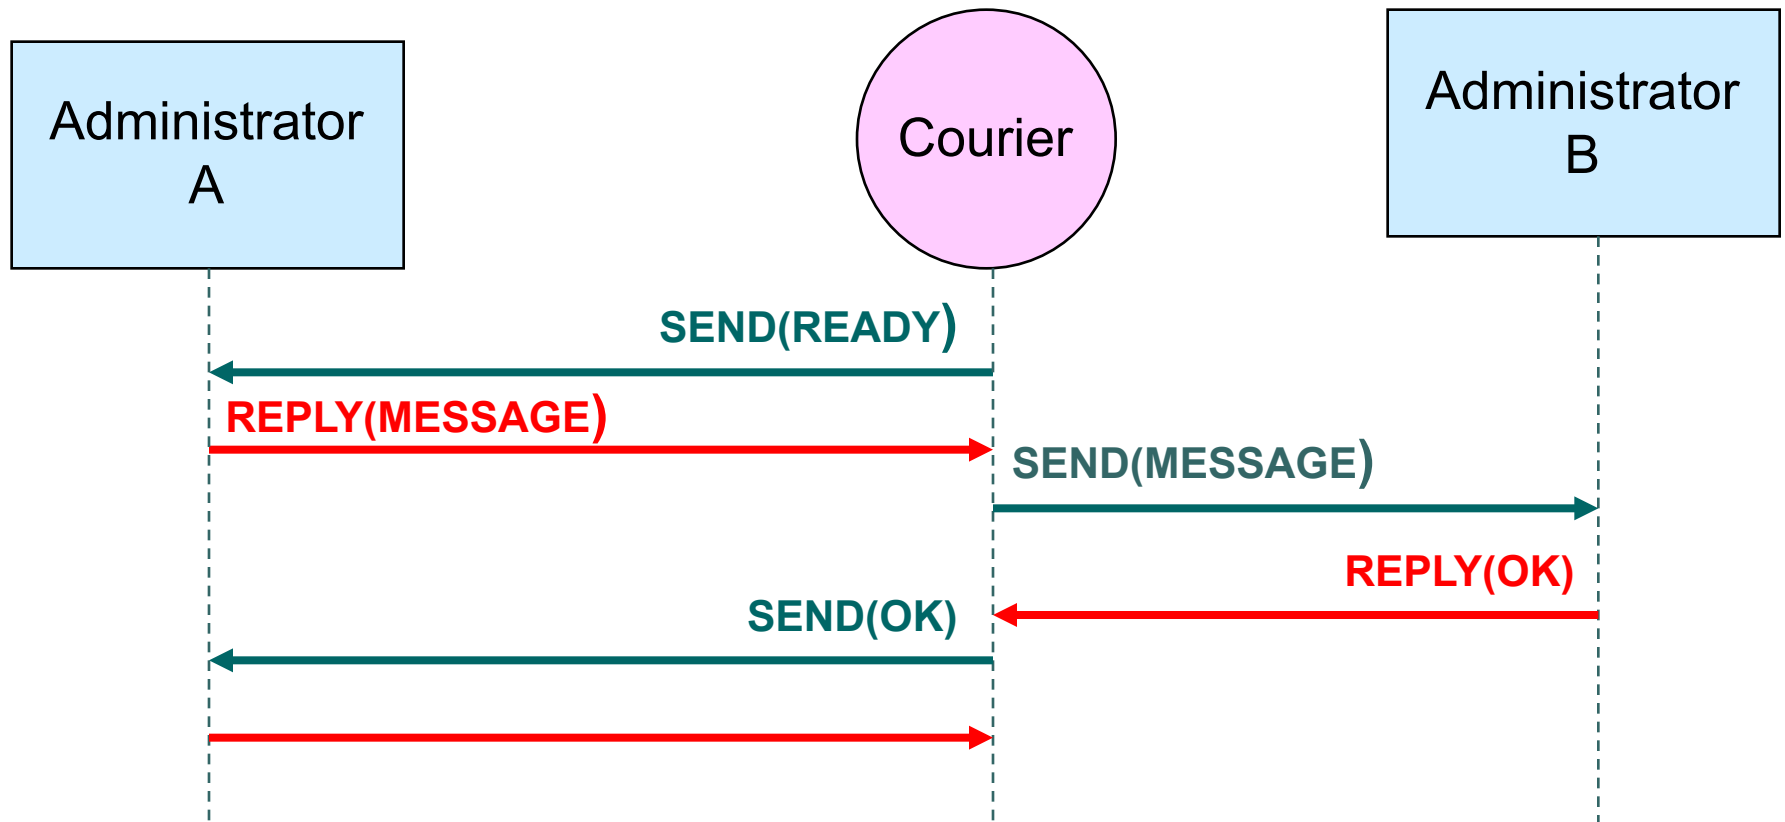 Administrator
A
Courier
Administrator
B
SEND(READY)
REPLY(MESSAGE)
SEND(MESSAGE)
REPLY(OK)
SEND(OK)